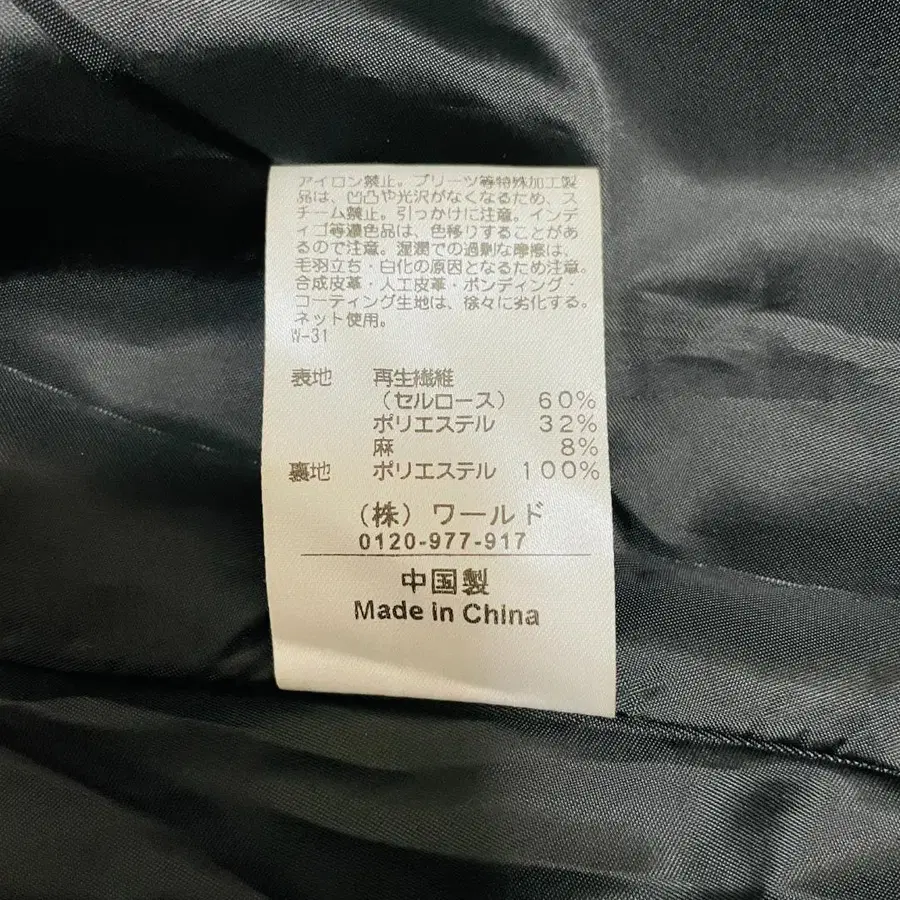 アイロン禁止。プリーツ等特殊加工製
品は、凹凸や光沢がなくなるため、ス
チーム禁止。引っかけに注意。インデ
ィゴ等濃色品は、色移りすることがあ
るので注意。湿潤での過剰な摩擦は、
毛羽立ち・白化の原因となるため注意。
合成皮革・人工皮革・ボンディング・
コーティング生地は、徐々に劣化する。
ネット使用。
W-31
表地 再生繊維
（セルロース） 60%
ポリエステル 32%
麻 8%
裏地 ポリエステル 100%
（株）ワールド
0120-977-917
中国製
Made in China